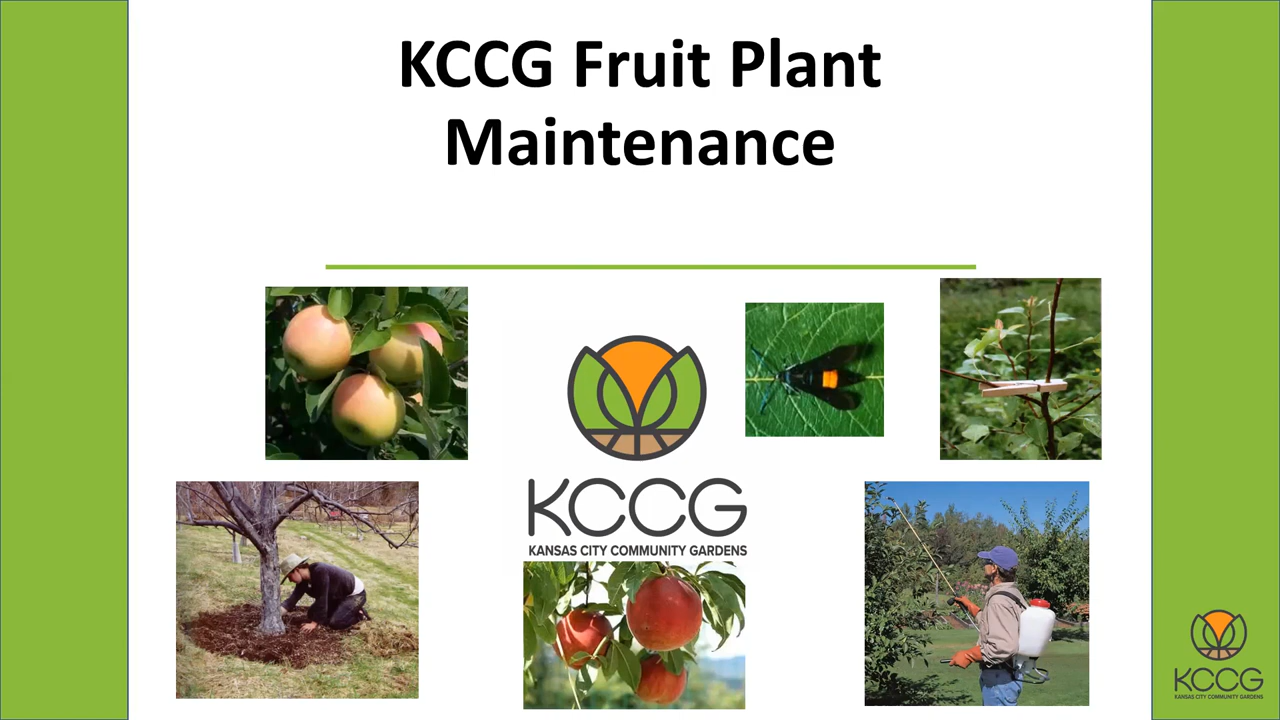 KCCG Fruit Plant
Maintenance
KCCG
KANSAS CITY COMMUNITY GARDENS
KCCG
KANSAS CITY COMMUNITY GARDENS